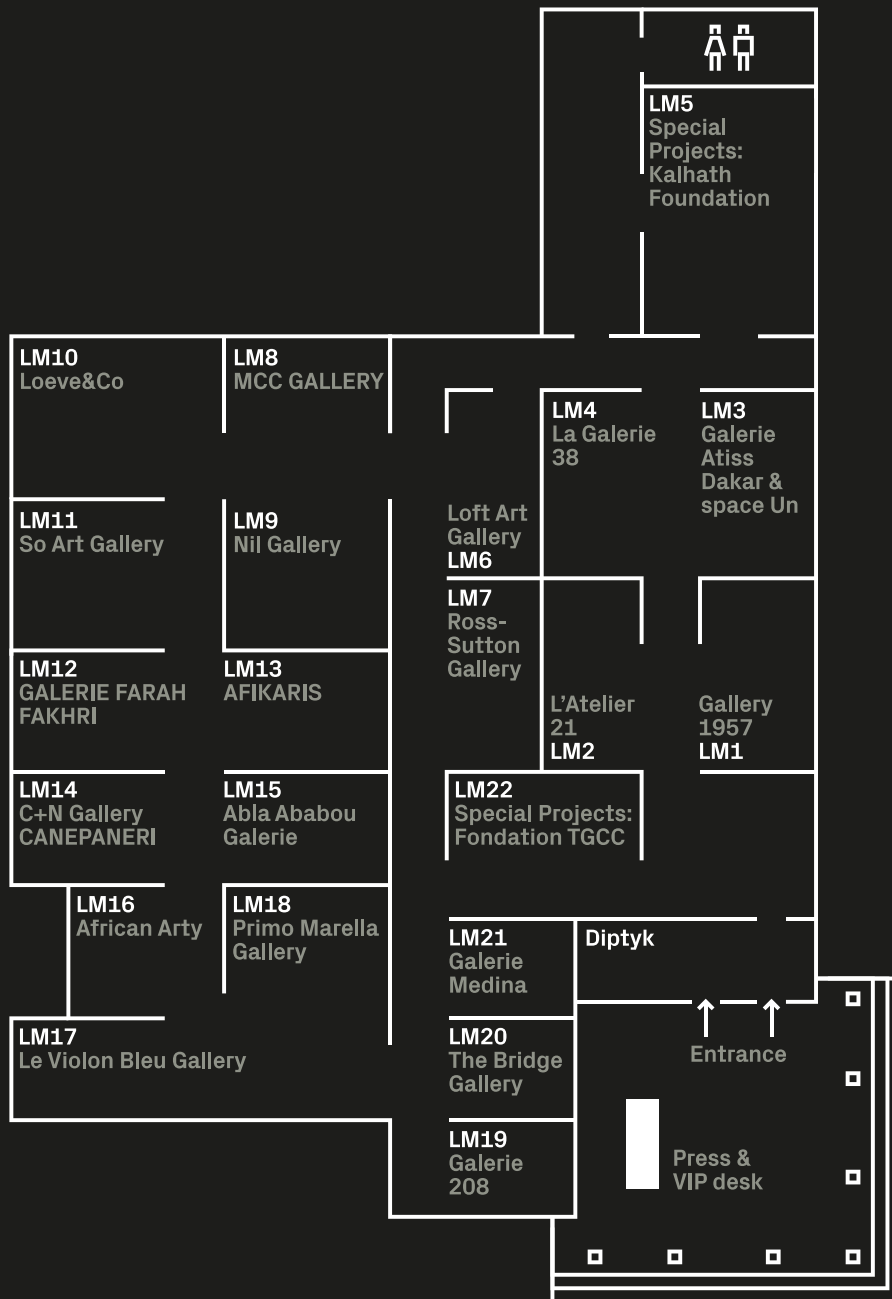 LM5
Special
Projects:
Kalhath
Foundation
LM10
Loeve&Co
LM8
MCC GALLERY
LM4
La Galerie
38
LM3
Galerie
Atiss
Dakar &
space Un
LM11
So Art Gallery
LM9
Nil Gallery
Loft Art
Gallery
LM6
LM7
Ross-
Sutton
Gallery
LM12
GALERIE FARAH
FAKHRI
LM13
AFIKARIS
L'Atelier
21
LM2
Gallery
1957
LM1
LM14
C+N Gallery
CANEPANERI
LM15
Abla Ababou
Galerie
LM22
Special Projects:
Fondation TGCC
LM16
African Arty
LM18
Primo Marella
Gallery
LM21
Galerie
Medina
Diptyk
LM17
Le Violon Bleu Gallery
LM20
The Bridge
Gallery
Entrance
LM19
Galerie
208
Press &
VIP desk